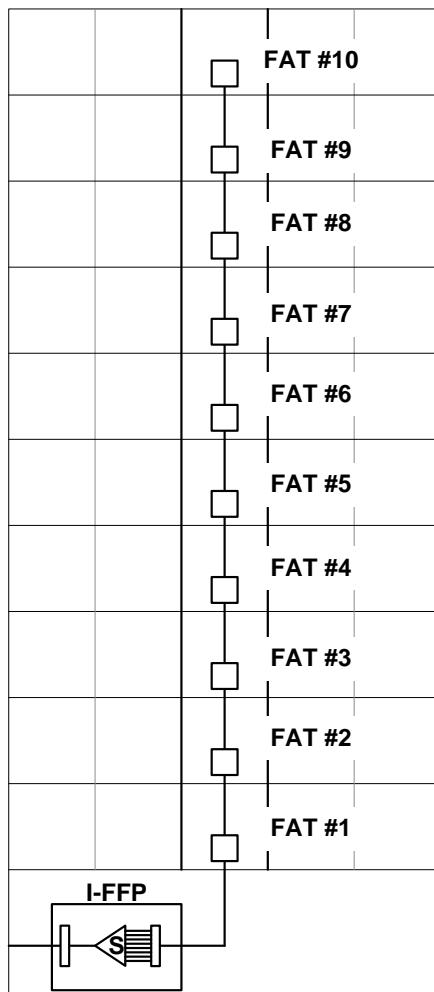 FAT #10
FAT #9
FAT #8
FAT #7
FAT #6
FAT #5
FAT #4
FAT #3
FAT #2
FAT #1
I-FFP
S